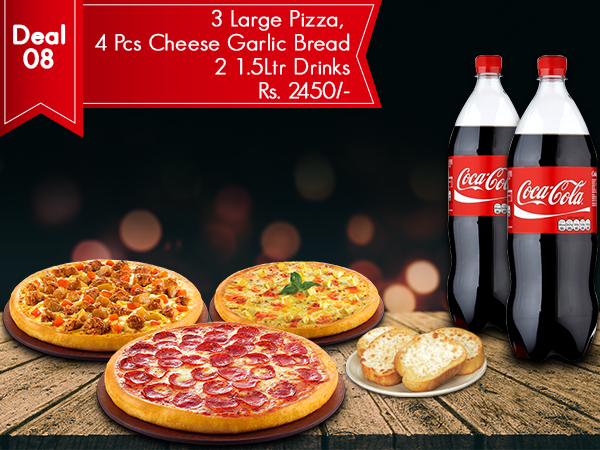 Deal
08
3 Large Pizza,
4 Pcs Cheese Garlic Bread
2 1.5Ltr Drinks
Rs. 2450/-
Coca-Cola
Coca-Cola